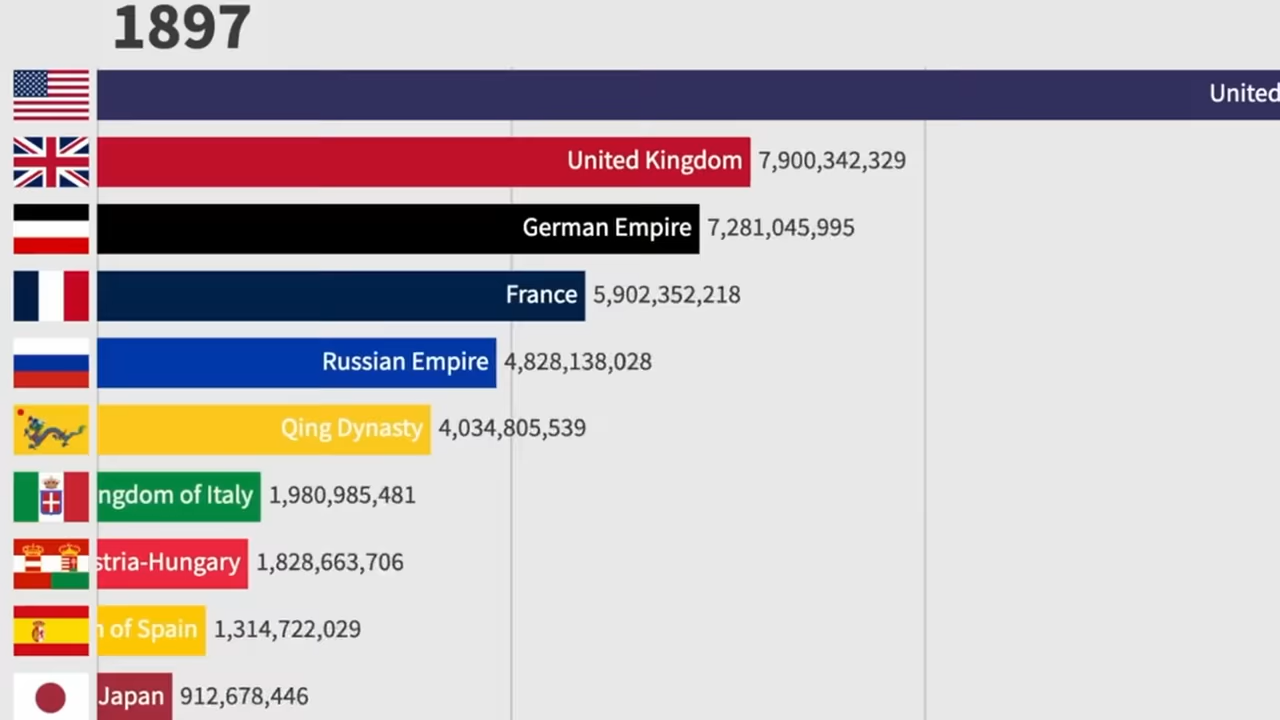 1897
United
United Kingdom 7,900,342,329
German Empire 7,281,045,995
France 5,902,352,218
Russian Empire 4,828,138,028
Qing Dynasty 4,034,805,539
ngdom of Italy 1,980,985,481
stria-Hungary 1,828,663,706
of Spain 1,314,722,029
Japan 912,678,446